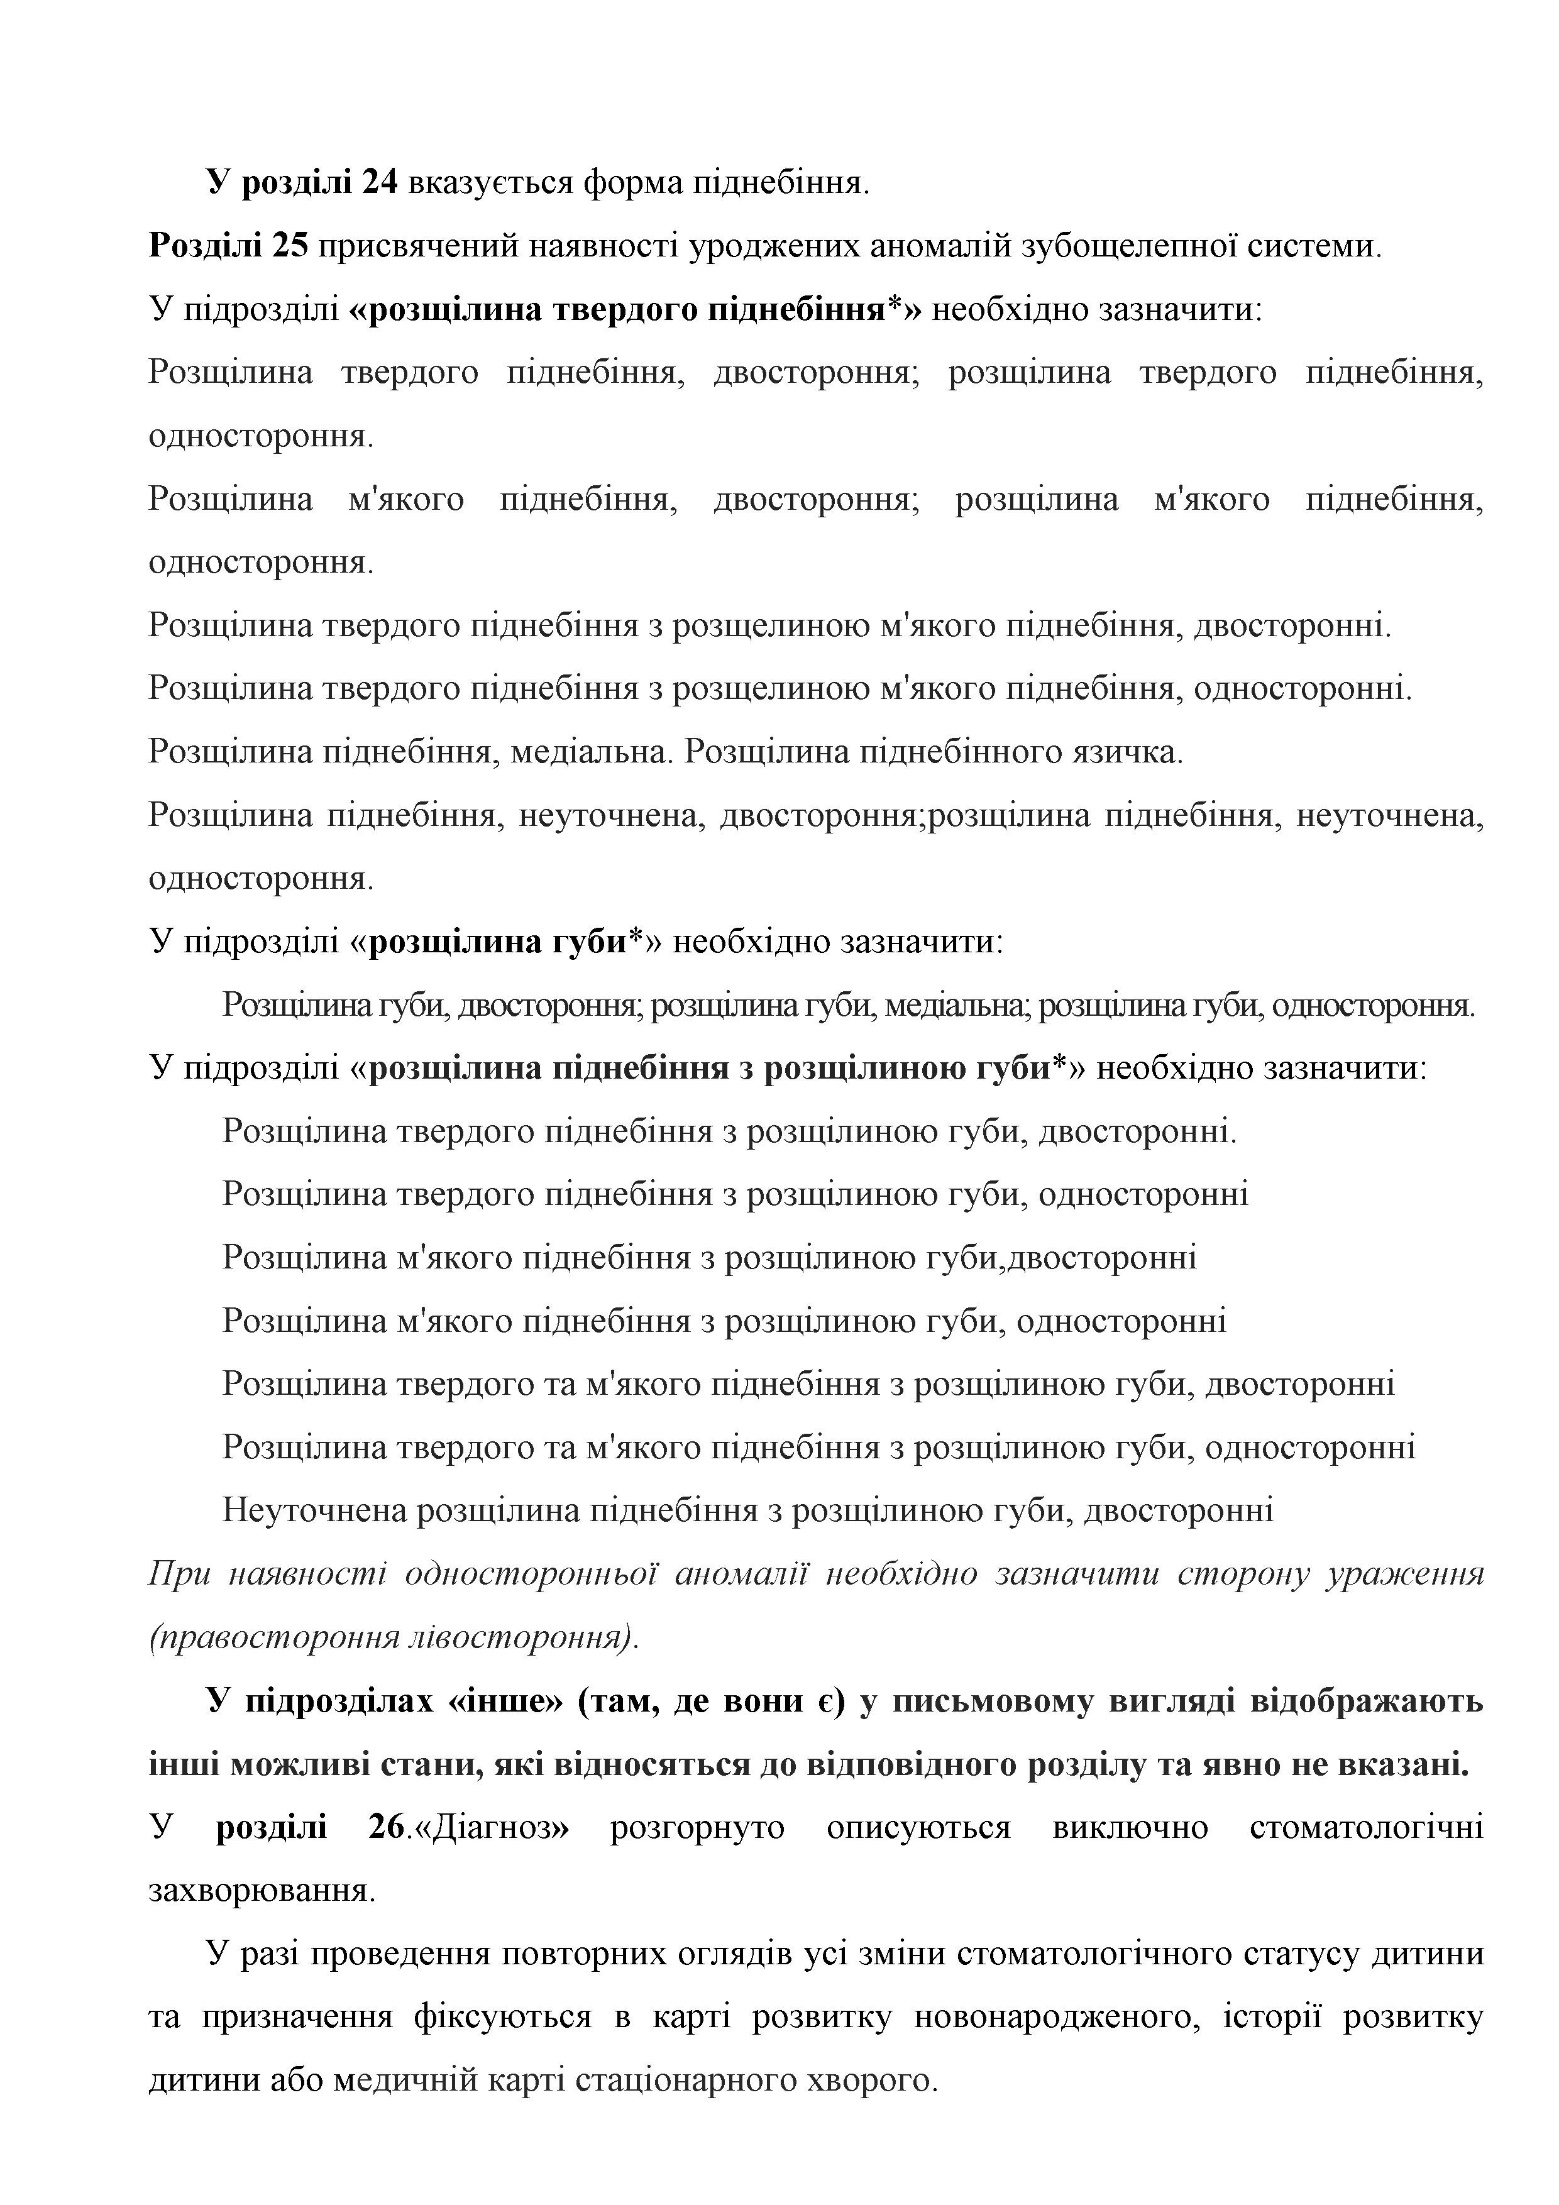 У розділі 24 вказується форма піднебіння.
Розділі 25 присвячений наявності уроджених аномалій зубощелепної системи.
У підрозділі «розщілина твердого піднебіння*» необхідно зазначити:
Розщілина твердого піднебіння, двостороння; розщілина твердого піднебіння,
одностороння.
Розщілина м'якого піднебіння, двостороння; розщілина м'якого піднебіння,
одностороння.
Розщілина твердого піднебіння з розщелиною м'якого піднебіння, двосторонні.
Розщілина твердого піднебіння з розщелиною м'якого піднебіння, односторонні.
Розщілина піднебіння, медіальна. Розщілина піднебінного язичка.
Розщілина піднебіння, неуточнена, двостороння;розщілина піднебіння, неуточнена,
одностороння.
У підрозділі «розщілина губи*» необхідно зазначити:
Розщілина губи, двостороння; розщілина губи, медіальна; розщілина губи, одностороння.
У підрозділі «розщілина піднебіння з розщілиною губи*» необхідно зазначити:
Розщілина твердого піднебіння з розщілиною губи, двосторонні.
Розщілина твердого піднебіння з розщілиною губи, односторонні
Розщілина м'якого піднебіння з розщілиною губи,двосторонні
Розщілина м'якого піднебіння з розщілиною губи, односторонні
Розщілина твердого та м'якого піднебіння з розщілиною губи, двосторонні
Розщілина твердого та м'якого піднебіння з розщілиною губи, односторонні
Неуточнена розщілина піднебіння з розщілиною губи, двосторонні
При наявності односторонньої аномалії необхідно зазначити сторону ураження
(правостороння лівостороння).
У підрозділах «інше» (там, де вони є) у письмовому вигляді відображають
інші можливі стани, які відносяться до відповідного розділу та явно не вказані.
У розділі 26.«Діагноз» розгорнуто описуються виключно стоматологічні
захворювання.
У разі проведення повторних оглядів усі зміни стоматологічного статусу дитини
та призначення фіксуються в карті розвитку новонародженого, історії розвитку
дитини або медичній карті стаціонарного хворого.